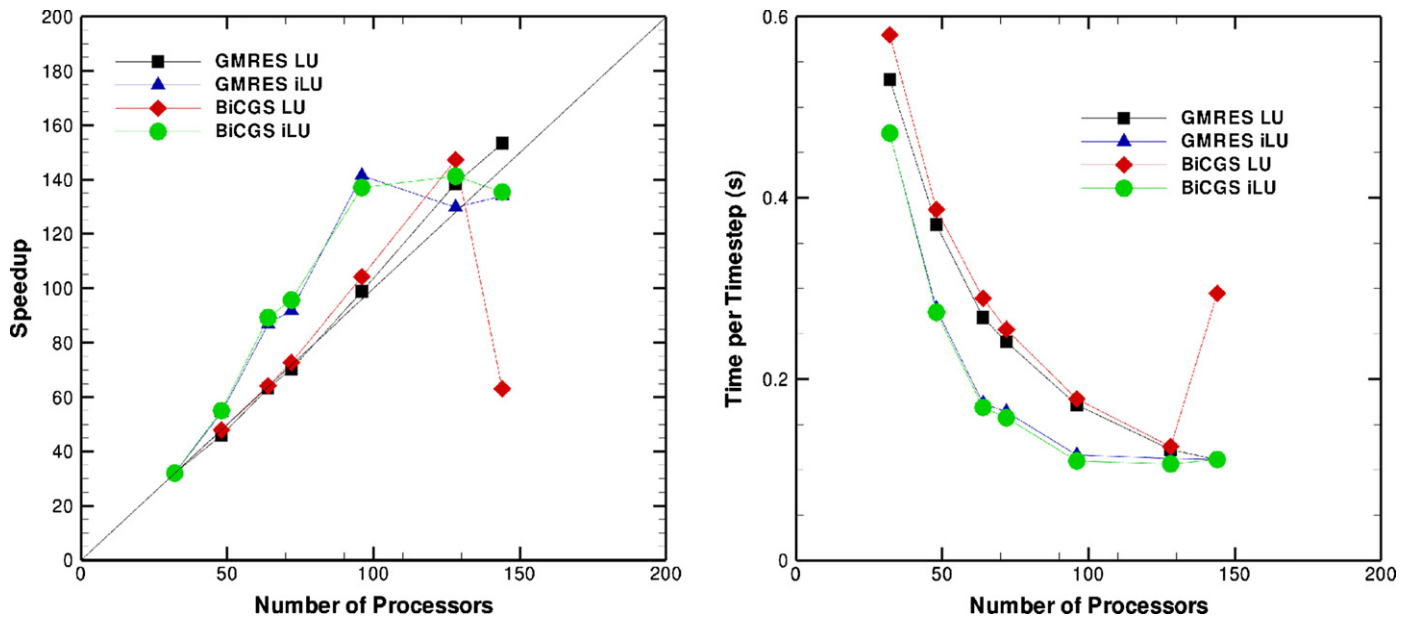 200
180
160
140
120
100
80
60
40
20
0
Speedup
GMRES LU
GMRES iLU
BiCGS LU
BiCGS iLU
0
50
100
150
200
Number of Processors
0.6
0.4
0.2
0
Time per Timestep (s)
GMRES LU
GMRES iLU
BiCGS LU
BiCGS iLU
0
50
100
150
200
Number of Processors